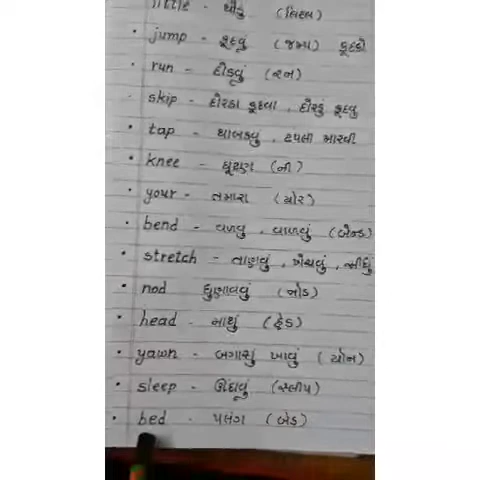 little - થોડું (લિટલ)
• jump - કૂદવું (જમ્પ) કૂદકો
• run - દોડવું (રન)
skip - દોરડા કૂદવા , દોરડું કૂદવુ
• tap - થાબડવું , ટપલી મારવી
• knee - ઘૂંટણ (ની)
• your - તમારા (યોર)
• bend - વળવુ , વાળવું (બેન્ડ)
• stretch - તાણવું , ખેંચવું , સીધું
• nod ધુણાવવું (નોડ)
• head - માથું (હેડ)
• yawn - બગાસું ખાવું (યોન)
• sleep - ઊંઘવું (સ્લીપ)
• bed - પલંગ (બેડ)